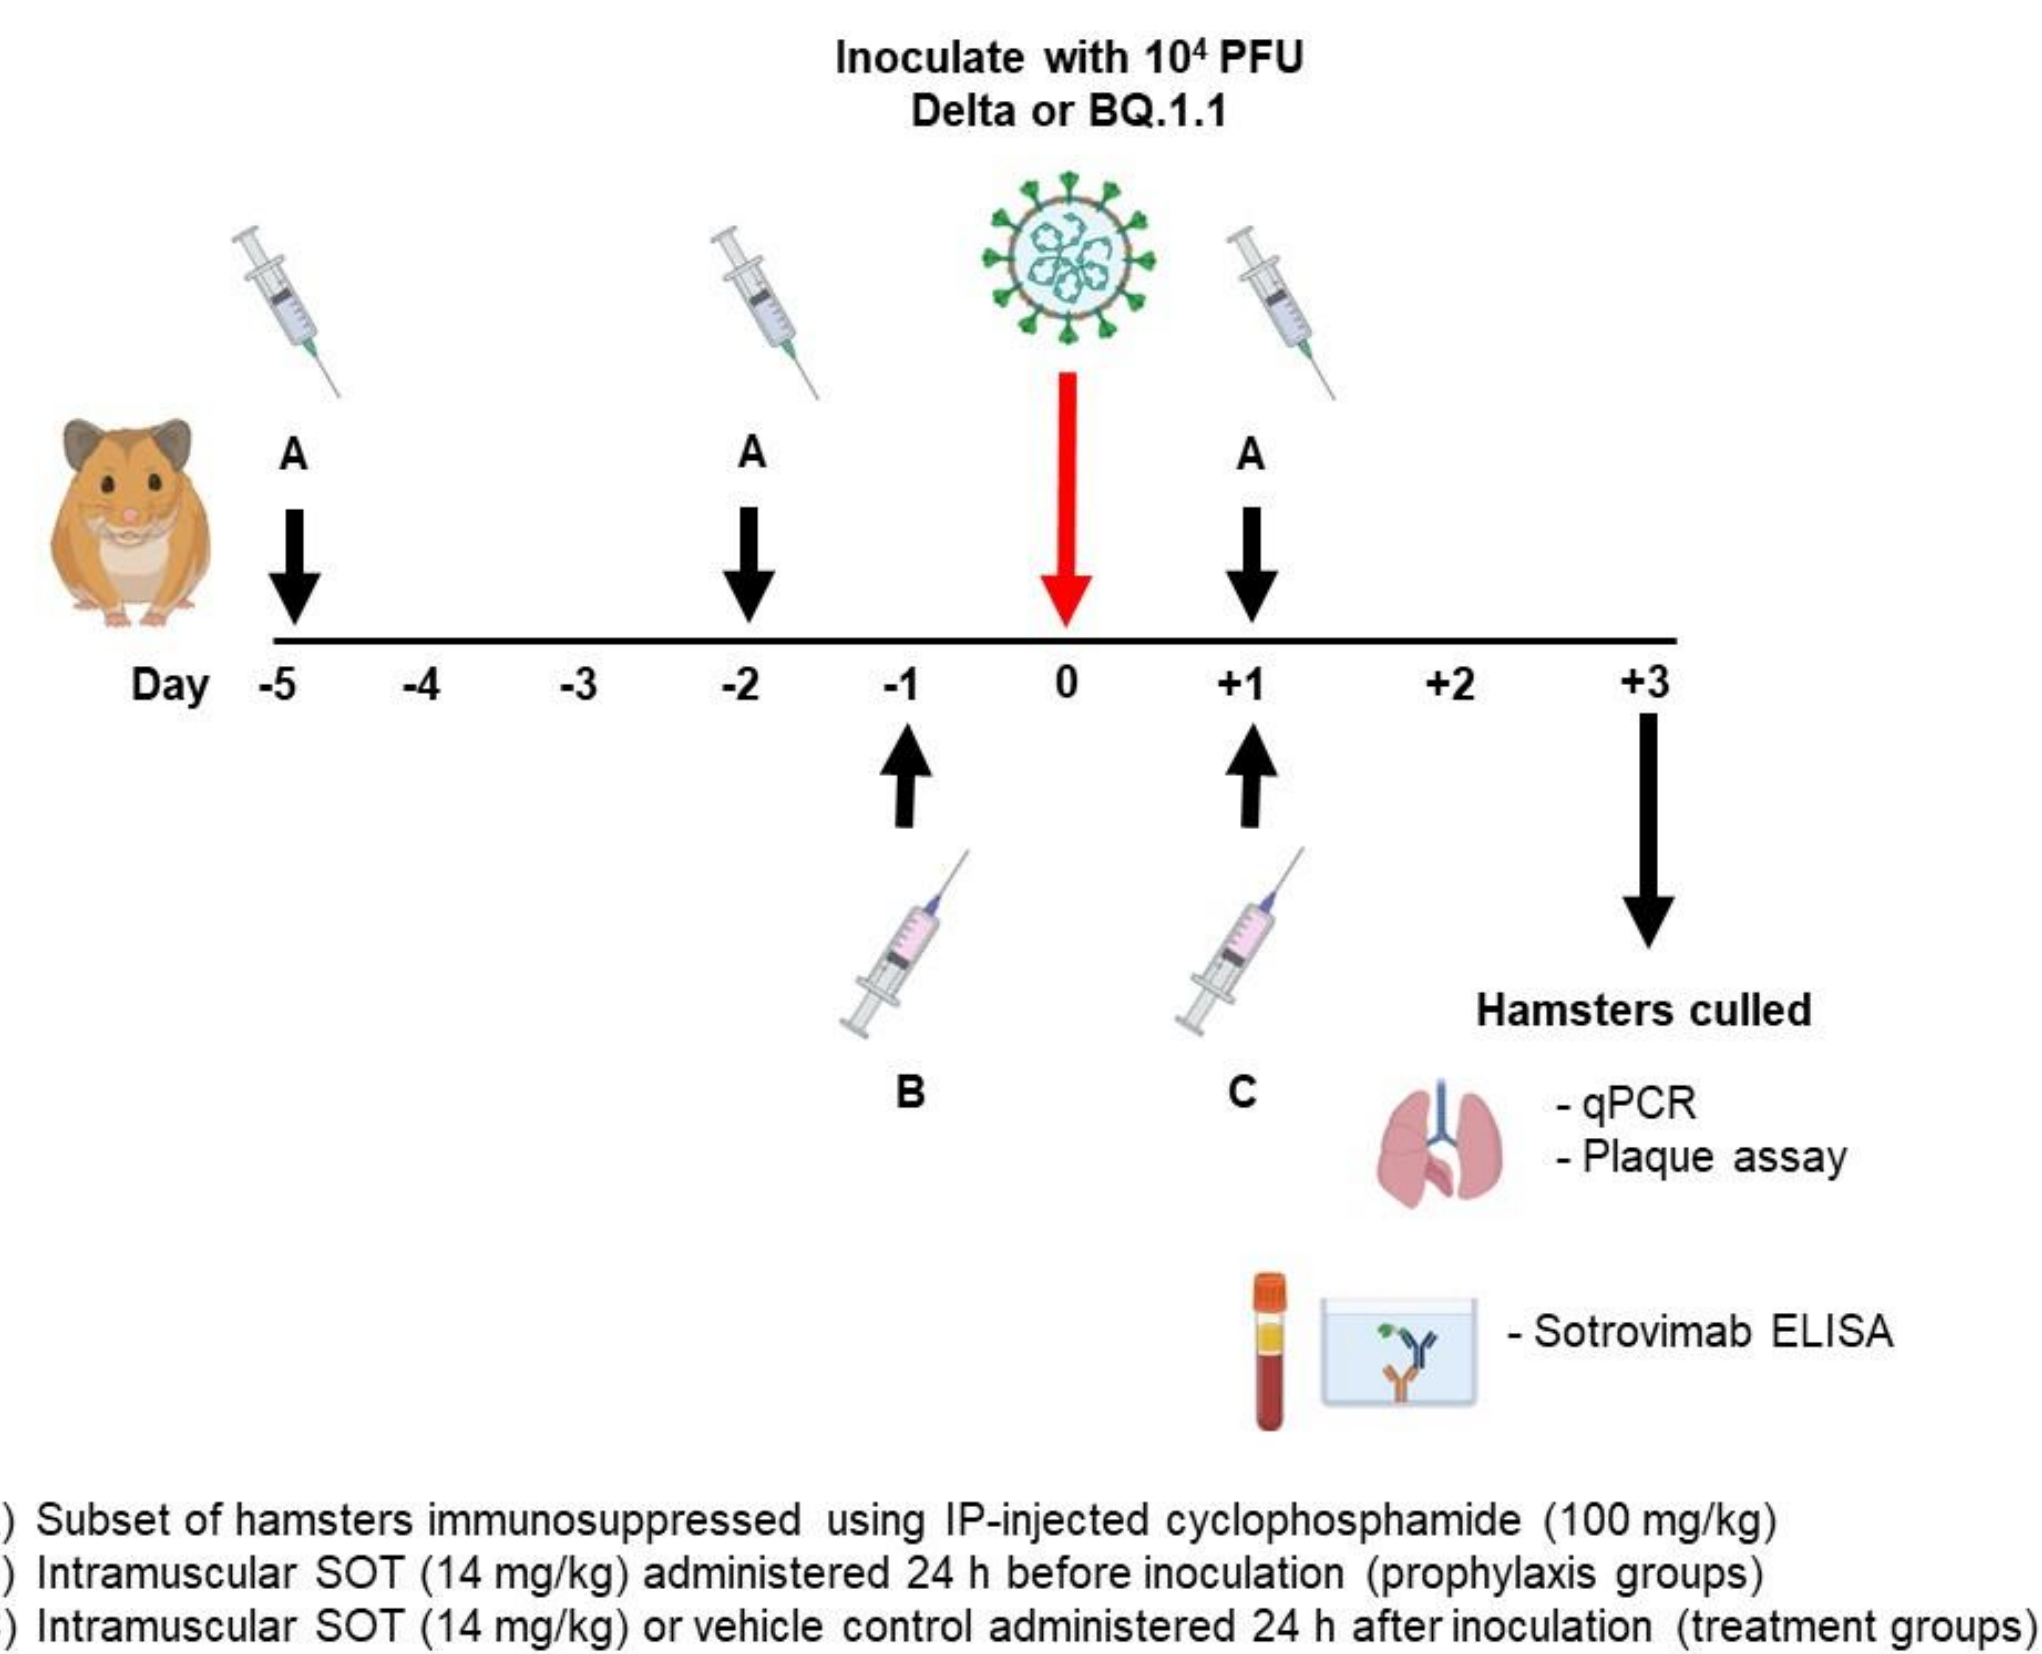 Inoculate with 10⁴ PFU
Delta or BQ.1.1
A A A
Day -5 -4 -3 -2 -1 0 +1 +2 +3
B C
Hamsters culled
- qPCR
- Plaque assay
- Sotrovimab ELISA
) Subset of hamsters immunosuppressed using IP-injected cyclophosphamide (100 mg/kg)
) Intramuscular SOT (14 mg/kg) administered 24 h before inoculation (prophylaxis groups)
) Intramuscular SOT (14 mg/kg) or vehicle control administered 24 h after inoculation (treatment groups)